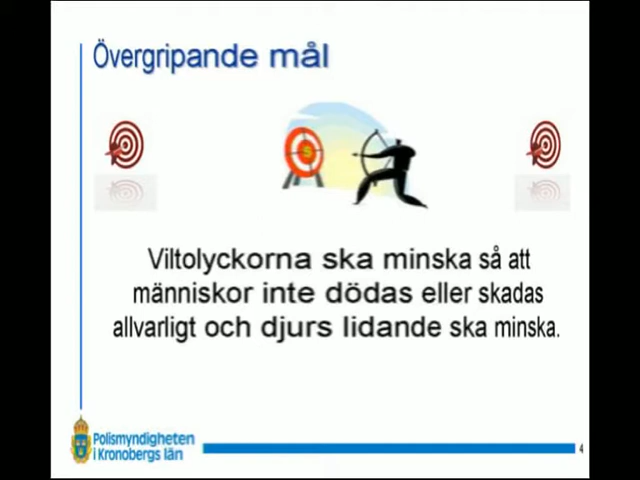 Övergripande mål
Viltolyckorna ska minska så att
människor inte dödas eller skadas
allvarligt och djurs lidande ska minska.
Polismyndigheten
i Kronobergs län
4